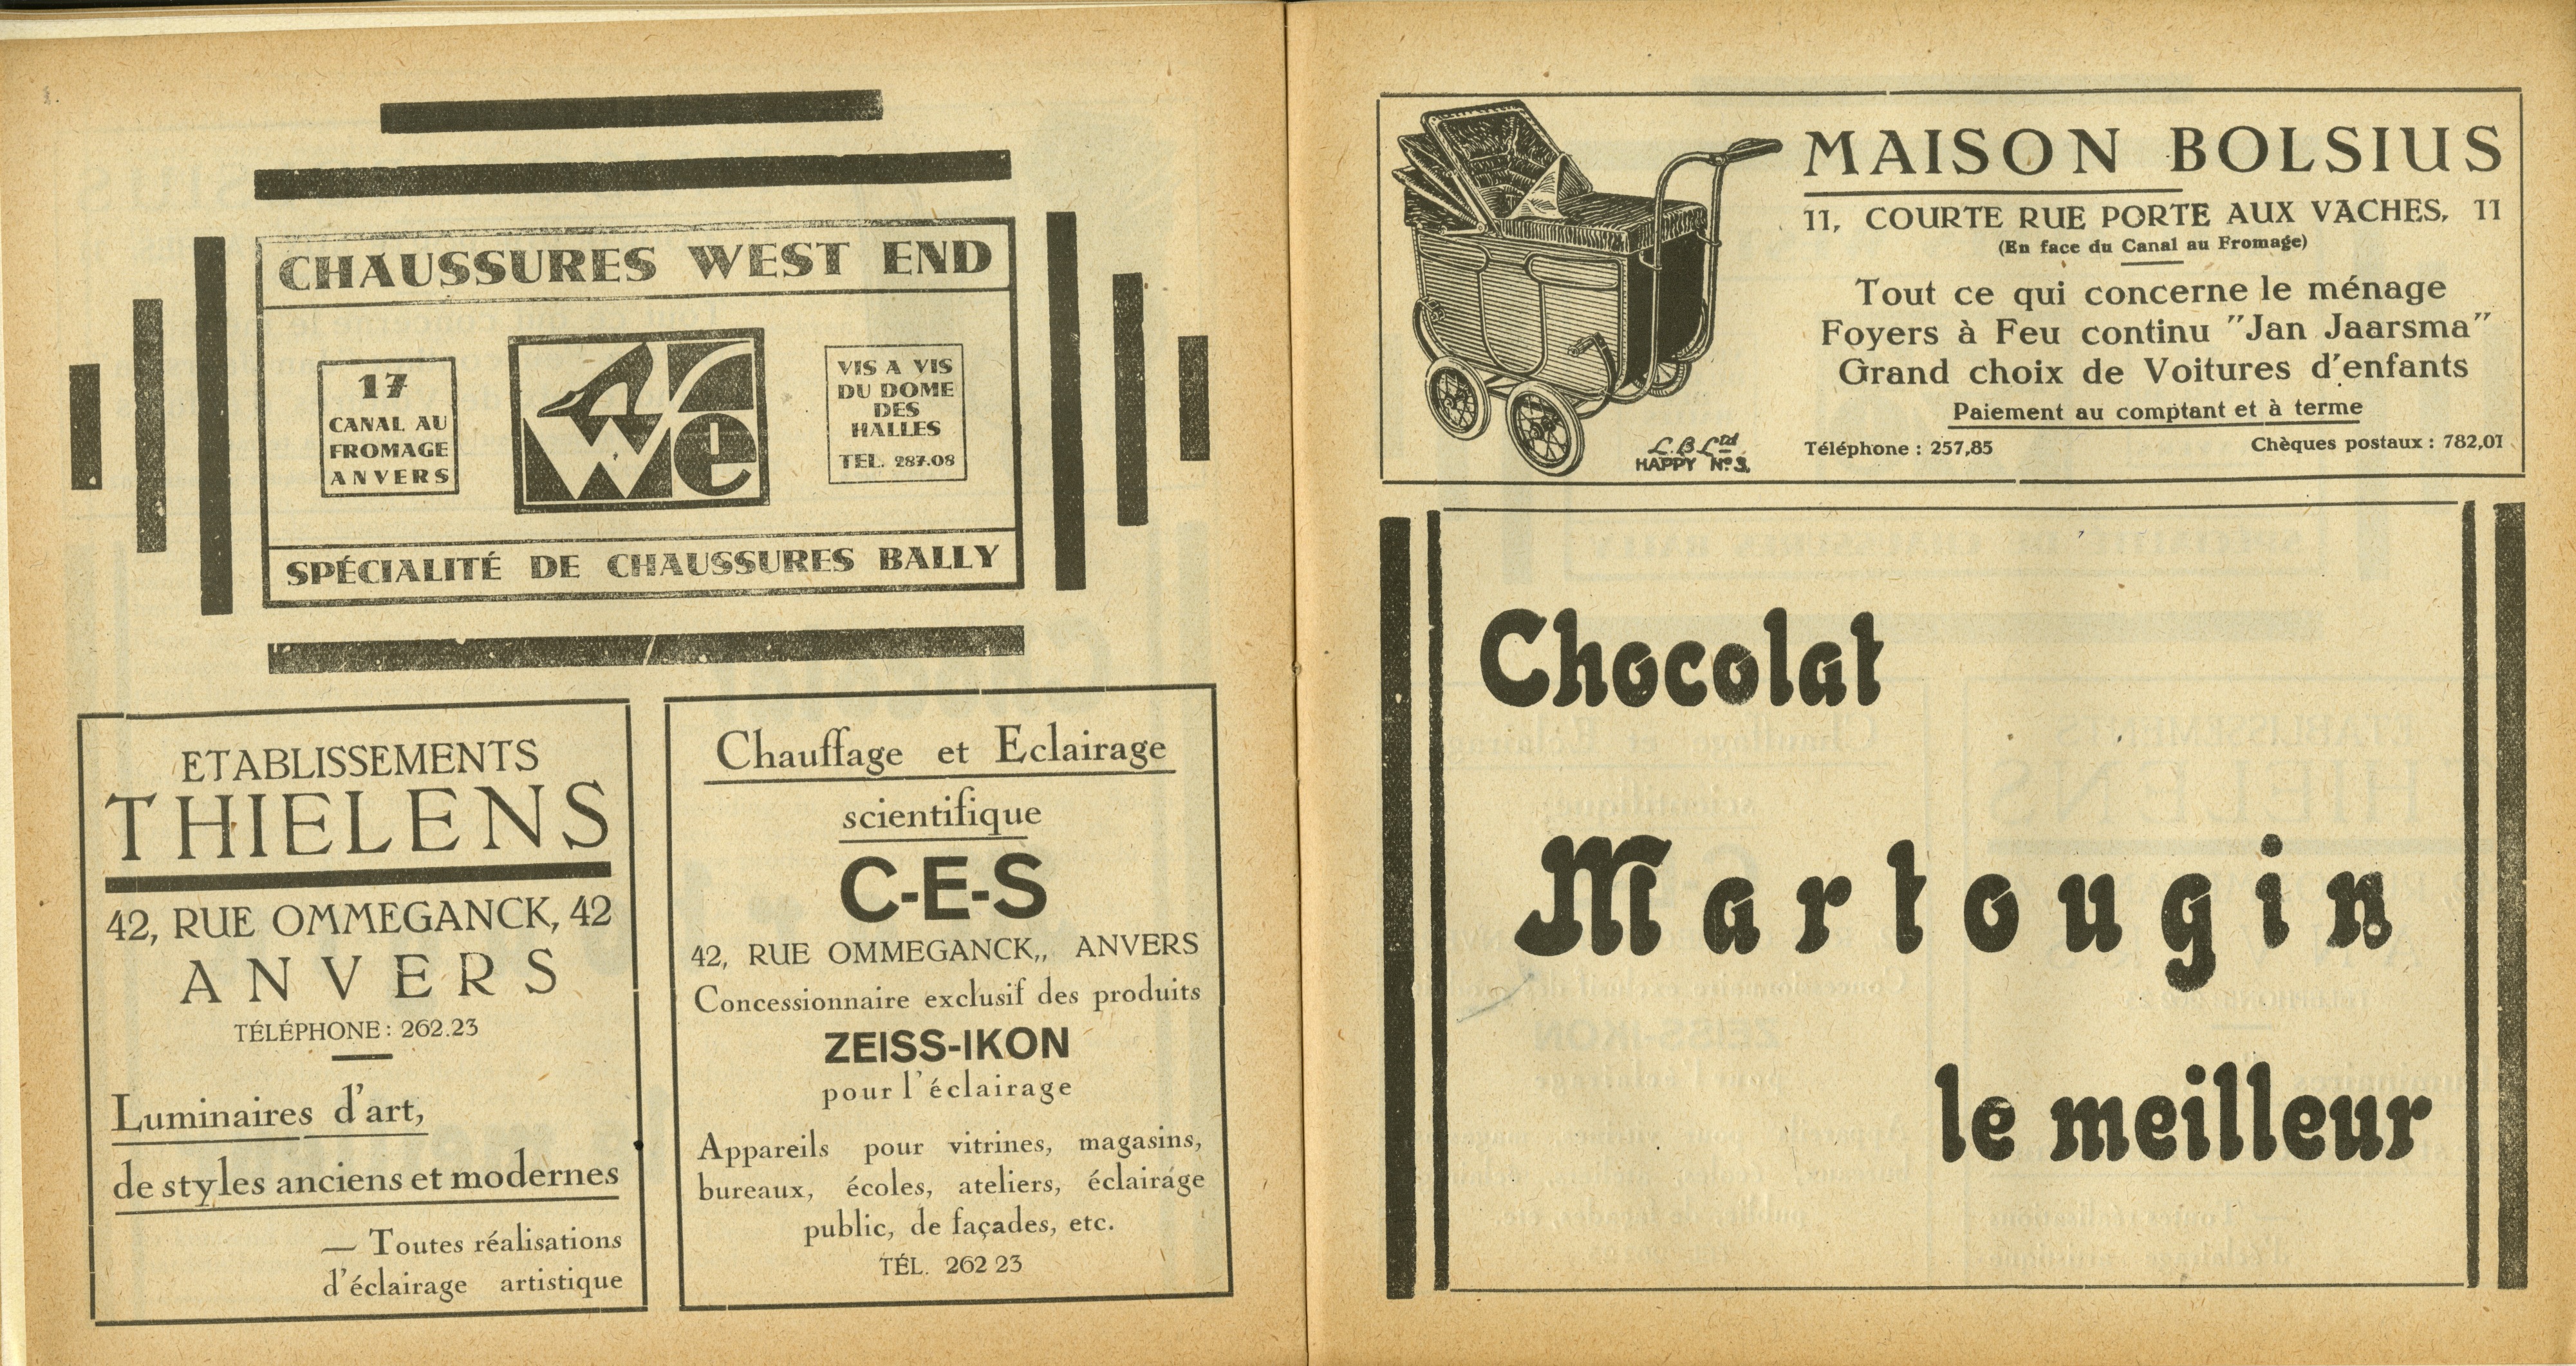 CHAUSSURES WEST END
17
CANAL AU
FROMAGE
ANVERS
We
VIS A VIS
DU DOME
DES
HALLES
TEL. 287.08
SPÉCIALITÉ DE CHAUSSURES BALLY
ETABLISSEMENTS
THIELENS
42, RUE OMMEGANCK, 42
ANVERS
TÉLÉPHONE: 262.23
Luminaires d'art,
de styles anciens et modernes
— Toutes réalisations
d'éclairage artistique
Chauffage et Eclairage
scientifique
C-E-S
42, RUE OMMEGANCK,, ANVERS
Concessionnaire exclusif des produits
ZEISS-IKON
pour l'éclairage
Appareils pour vitrines, magasins,
bureaux, écoles, ateliers, éclairage
public, de façades, etc.
TÉL. 262 23
MAISON BOLSIUS
11, COURTE RUE PORTE AUX VACHES, 11
(En face du Canal au Fromage)
Tout ce qui concerne le ménage
Foyers à Feu continu "Jan Jaarsma"
Grand choix de Voitures d'enfants
Paiement au comptant et à terme
Téléphone : 257,85 Chèques postaux : 782,01
L.B. Ltd
HAPPY No 3.
Chocolat
Martougin
le meilleur